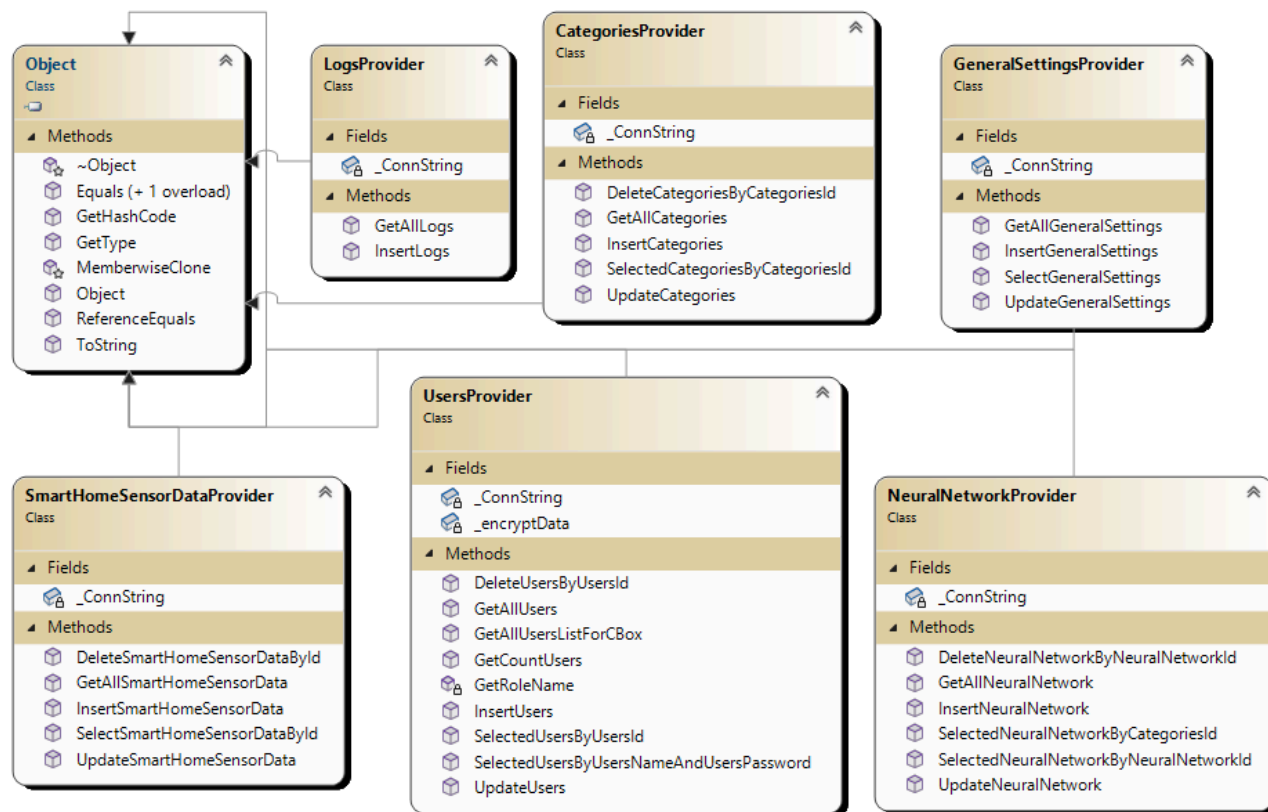 Object
Class
Methods
~Object
Equals (+ 1 overload)
GetHashCode
GetType
MemberwiseClone
Object
ReferenceEquals
ToString
LogsProvider
Class
Fields
_ConnString
Methods
GetAllLogs
InsertLogs
CategoriesProvider
Class
Fields
_ConnString
Methods
DeleteCategoriesByCategoriesId
GetAllCategories
InsertCategories
SelectedCategoriesByCategoriesId
UpdateCategories
GeneralSettingsProvider
Class
Fields
_ConnString
Methods
GetAllGeneralSettings
InsertGeneralSettings
SelectGeneralSettings
UpdateGeneralSettings
SmartHomeSensorDataProvider
Class
Fields
_ConnString
Methods
DeleteSmartHomeSensorDataById
GetAllSmartHomeSensorData
InsertSmartHomeSensorData
SelectSmartHomeSensorDataById
UpdateSmartHomeSensorData
UsersProvider
Class
Fields
_ConnString
_encryptData
Methods
DeleteUsersByUsersId
GetAllUsers
GetAllUsersListForCBox
GetCountUsers
GetRoleName
InsertUsers
SelectedUsersByUsersId
SelectedUsersByUsersNameAndUsersPassword
UpdateUsers
NeuralNetworkProvider
Class
Fields
_ConnString
Methods
DeleteNeuralNetworkByNeuralNetworkId
GetAllNeuralNetwork
InsertNeuralNetwork
SelectedNeuralNetworkByCategoriesId
SelectedNeuralNetworkByNeuralNetworkId
UpdateNeuralNetwork